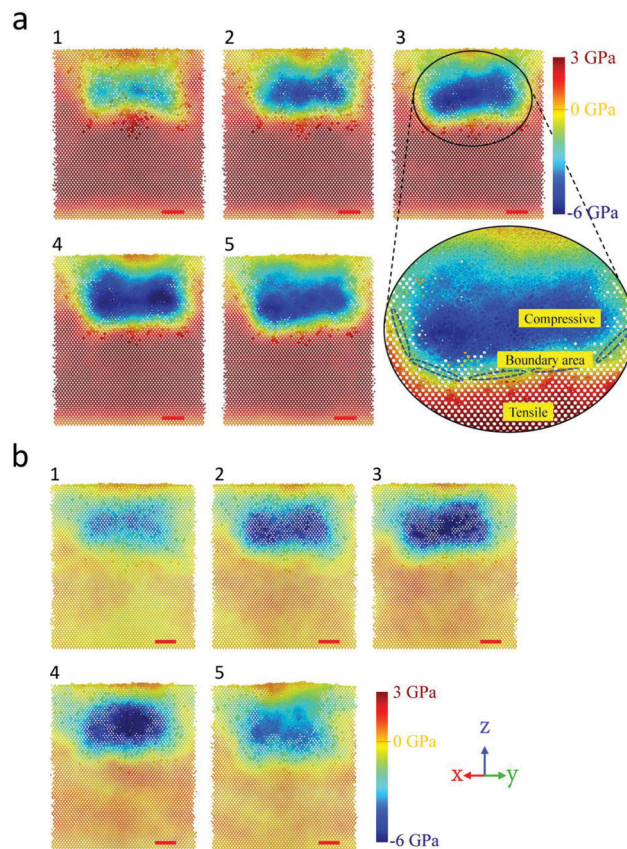 a
1
2
3
3 GPa
0 GPa
-6 GPa
4
5
Compressive
Boundary area
Tensile
b
1
2
3
4
5
3 GPa
0 GPa
-6 GPa
z
x
y